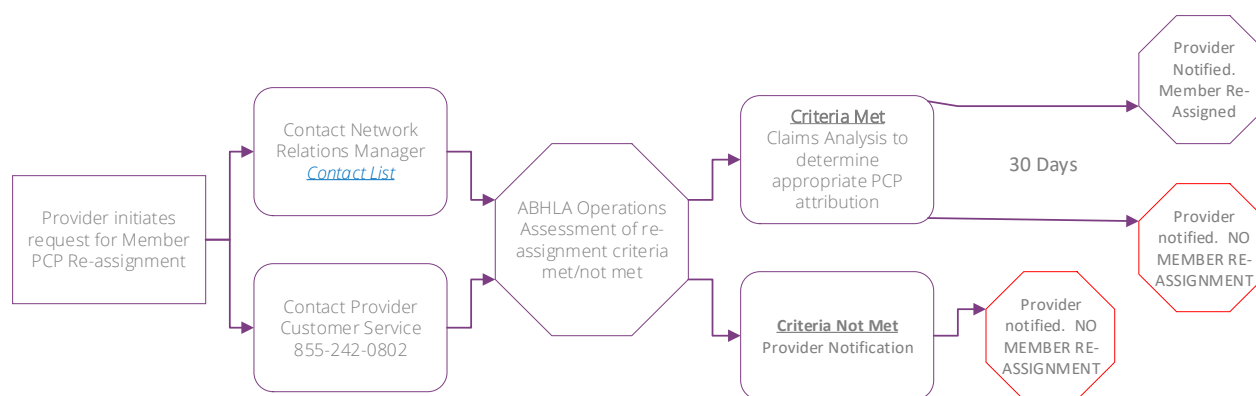 Provider initiates
request for Member
PCP Re-assignment
Contact Network
Relations Manager
Contact List
Contact Provider
Customer Service
855-242-0802
ABHLA Operations
Assessment of re-
assignment criteria
met/not met
Criteria Met
Claims Analysis to
determine
appropriate PCP
attribution
30 Days
Provider
Notified.
Member Re-
Assigned
Provider
notified. NO
MEMBER RE-
ASSIGNMENT
Criteria Not Met
Provider Notification
Provider
notified. NO
MEMBER RE-
ASSIGNMENT